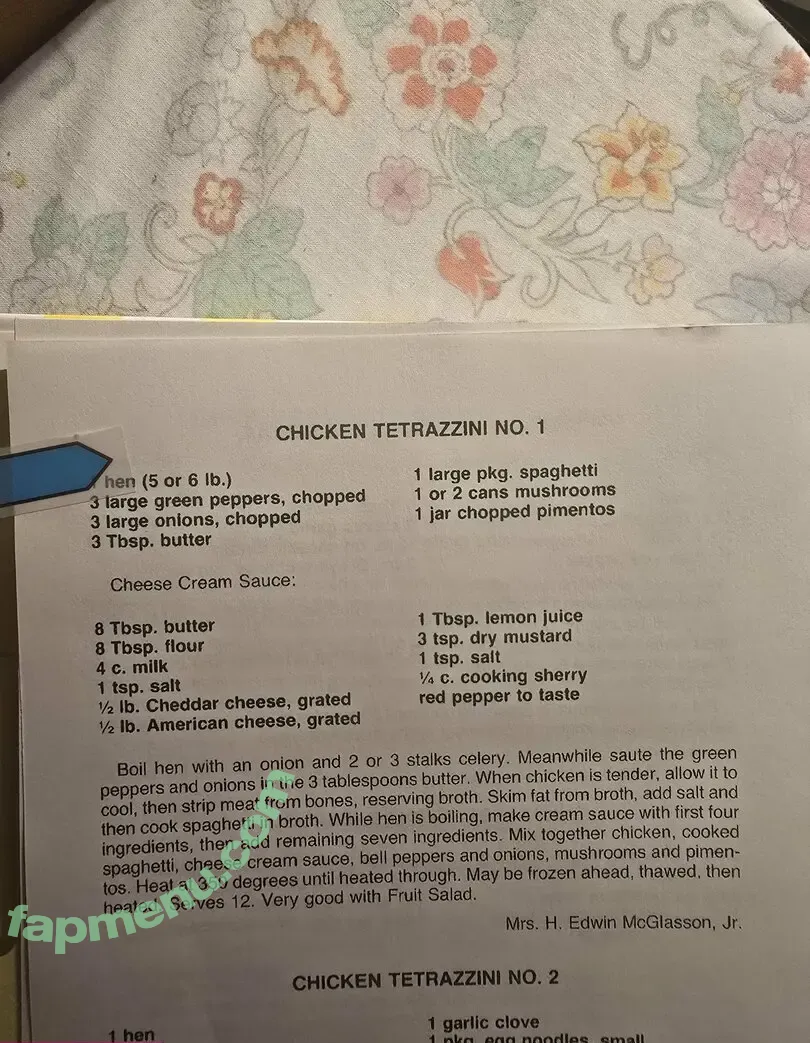 CHICKEN TETRAZZINI NO. 1
hen (5 or 6 lb.)
3 large green peppers, chopped
3 large onions, chopped
3 Tbsp. butter
1 large pkg. spaghetti
1 or 2 cans mushrooms
1 jar chopped pimentos
Cheese Cream Sauce:
8 Tbsp. butter
8 Tbsp. flour
4 c. milk
1 tsp. salt
½ lb. Cheddar cheese, grated
½ lb. American cheese, grated
1 Tbsp. lemon juice
3 tsp. dry mustard
1 tsp. salt
¼ c. cooking sherry
red pepper to taste
Boil hen with an onion and 2 or 3 stalks celery. Meanwhile saute the green
peppers and onions in the 3 tablespoons butter. When chicken is tender, allow it to
cool, then strip meat from bones, reserving broth. Skim fat from broth, add salt and
then cook spaghetti in broth. While hen is boiling, make cream sauce with first four
ingredients, then add remaining seven ingredients. Mix together chicken, cooked
spaghetti, cheese cream sauce, bell peppers and onions, mushrooms and pimen-
tos. Heat at 350 degrees until heated through. May be frozen ahead, thawed, then
heated. Serves 12. Very good with Fruit Salad.
Mrs. H. Edwin McGlasson, Jr.
CHICKEN TETRAZZINI NO. 2
1 hen
1 garlic clove
1 pkg. egg noodles, small
fapmenu.com